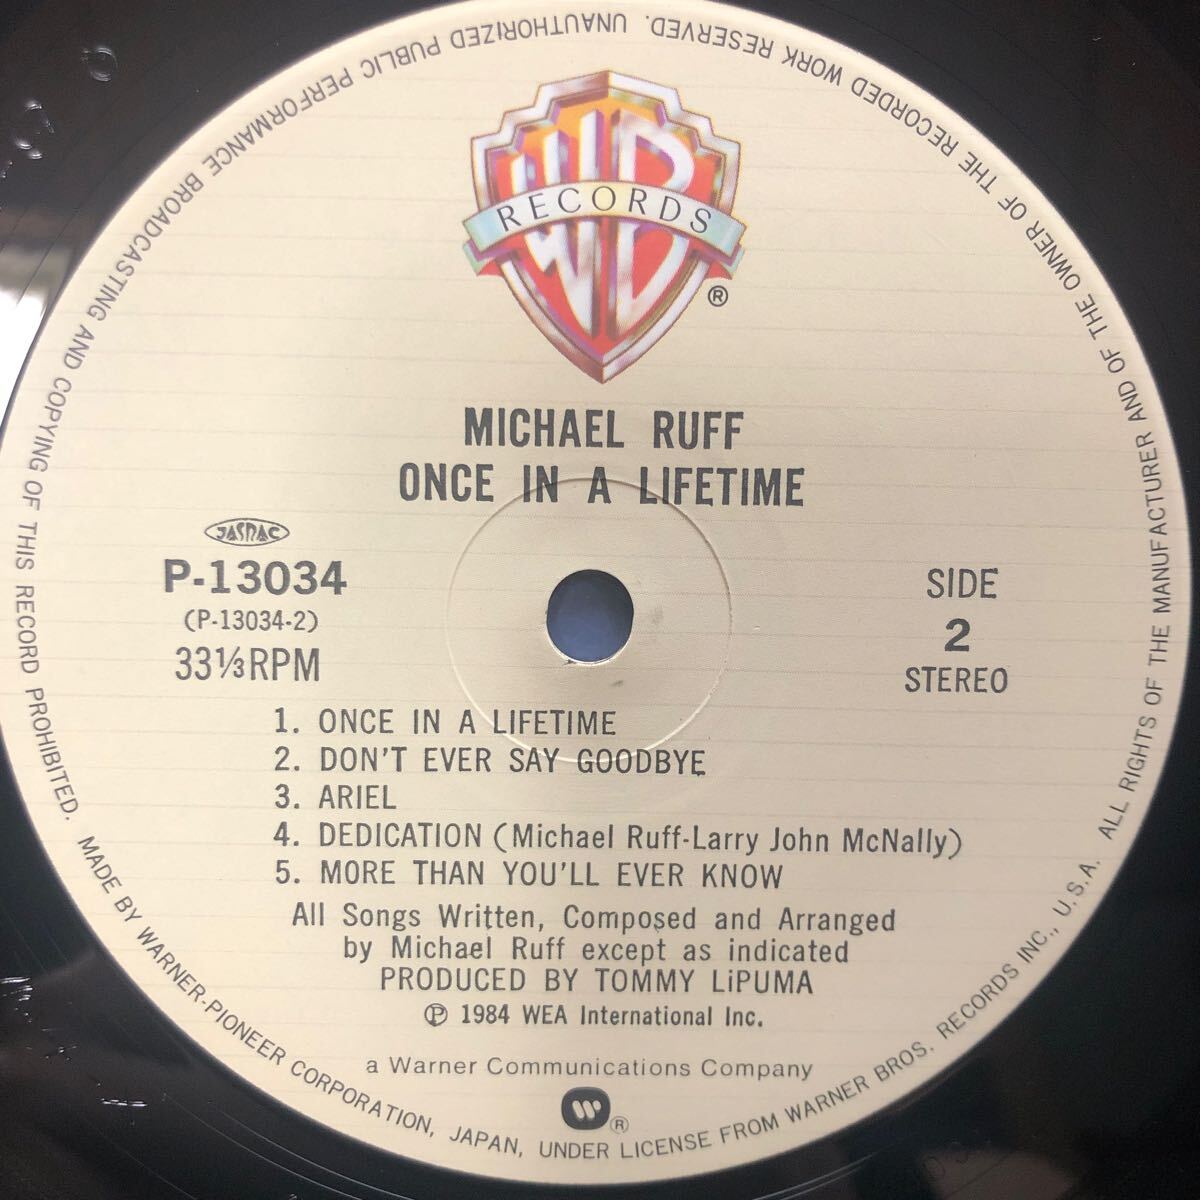 WB
RECORDS
®
MICHAEL RUFF
ONCE IN A LIFETIME
JASRAC
P-13034
(P-13034-2)
33⅓RPM
SIDE
2
STEREO
1. ONCE IN A LIFETIME
2. DON'T EVER SAY GOODBYE
3. ARIEL
4. DEDICATION (Michael Ruff-Larry John McNally)
5. MORE THAN YOU'LL EVER KNOW
All Songs Written, Composed and Arranged
by Michael Ruff except as indicated
PRODUCED BY TOMMY LiPUMA
Ⓟ 1984 WEA International Inc.
a Warner Communications Company
®
MADE BY WARNER-PIONEER CORPORATION, JAPAN, UNDER LICENSE FROM WARNER BROS. RECORDS INC., U.S.A. ALL RIGHTS OF THE MANUFACTURER AND OF THE OWNER OF THE RECORDED WORK RESERVED. UNAUTHORIZED PUBLIC PERFORMANCE BROADCASTING AND COPYING OF THIS RECORD PROHIBITED.